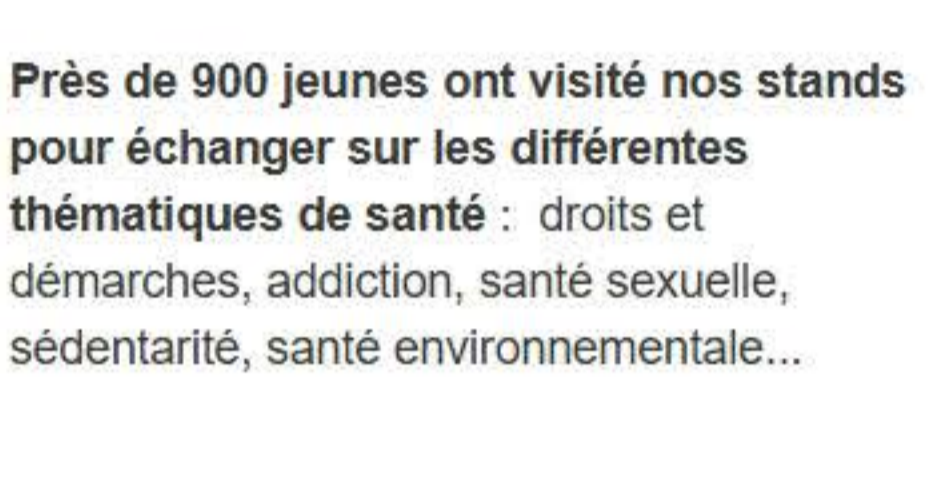 Près de 900 jeunes ont visité nos stands
pour échanger sur les différentes
thématiques de santé : droits et
démarches, addiction, santé sexuelle,
sédentarité, santé environnementale...